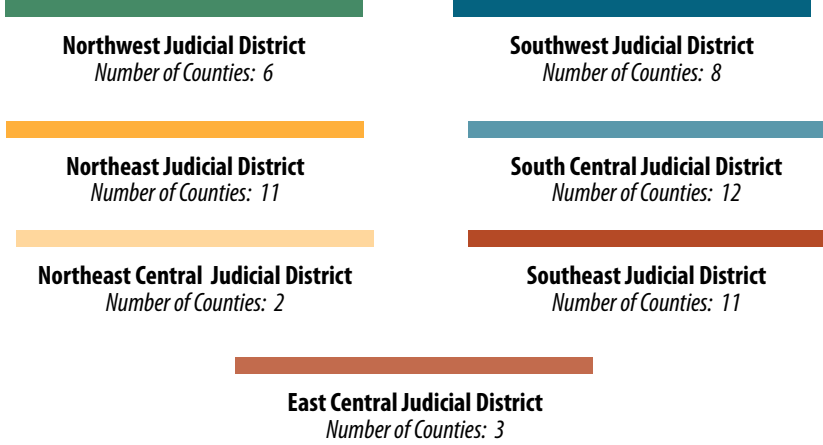 Northwest Judicial District
Number of Counties: 6
Southwest Judicial District
Number of Counties: 8
Northeast Judicial District
Number of Counties: 11
South Central Judicial District
Number of Counties: 12
Northeast Central Judicial District
Number of Counties: 2
Southeast Judicial District
Number of Counties: 11
East Central Judicial District
Number of Counties: 3